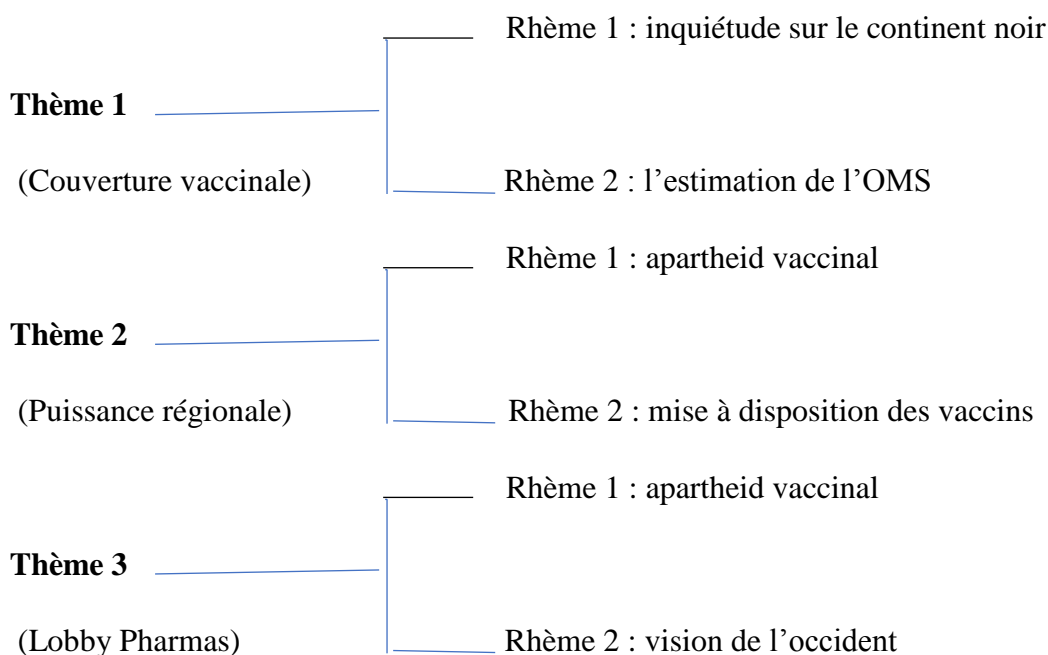 Rhème 1 : inquiétude sur le continent noir
Thème 1
(Couverture vaccinale)
Rhème 2 : l’estimation de l’OMS
Rhème 1 : apartheid vaccinal
Thème 2
(Puissance régionale)
Rhème 2 : mise à disposition des vaccins
Rhème 1 : apartheid vaccinal
Thème 3
(Lobby Pharmas)
Rhème 2 : vision de l’occident